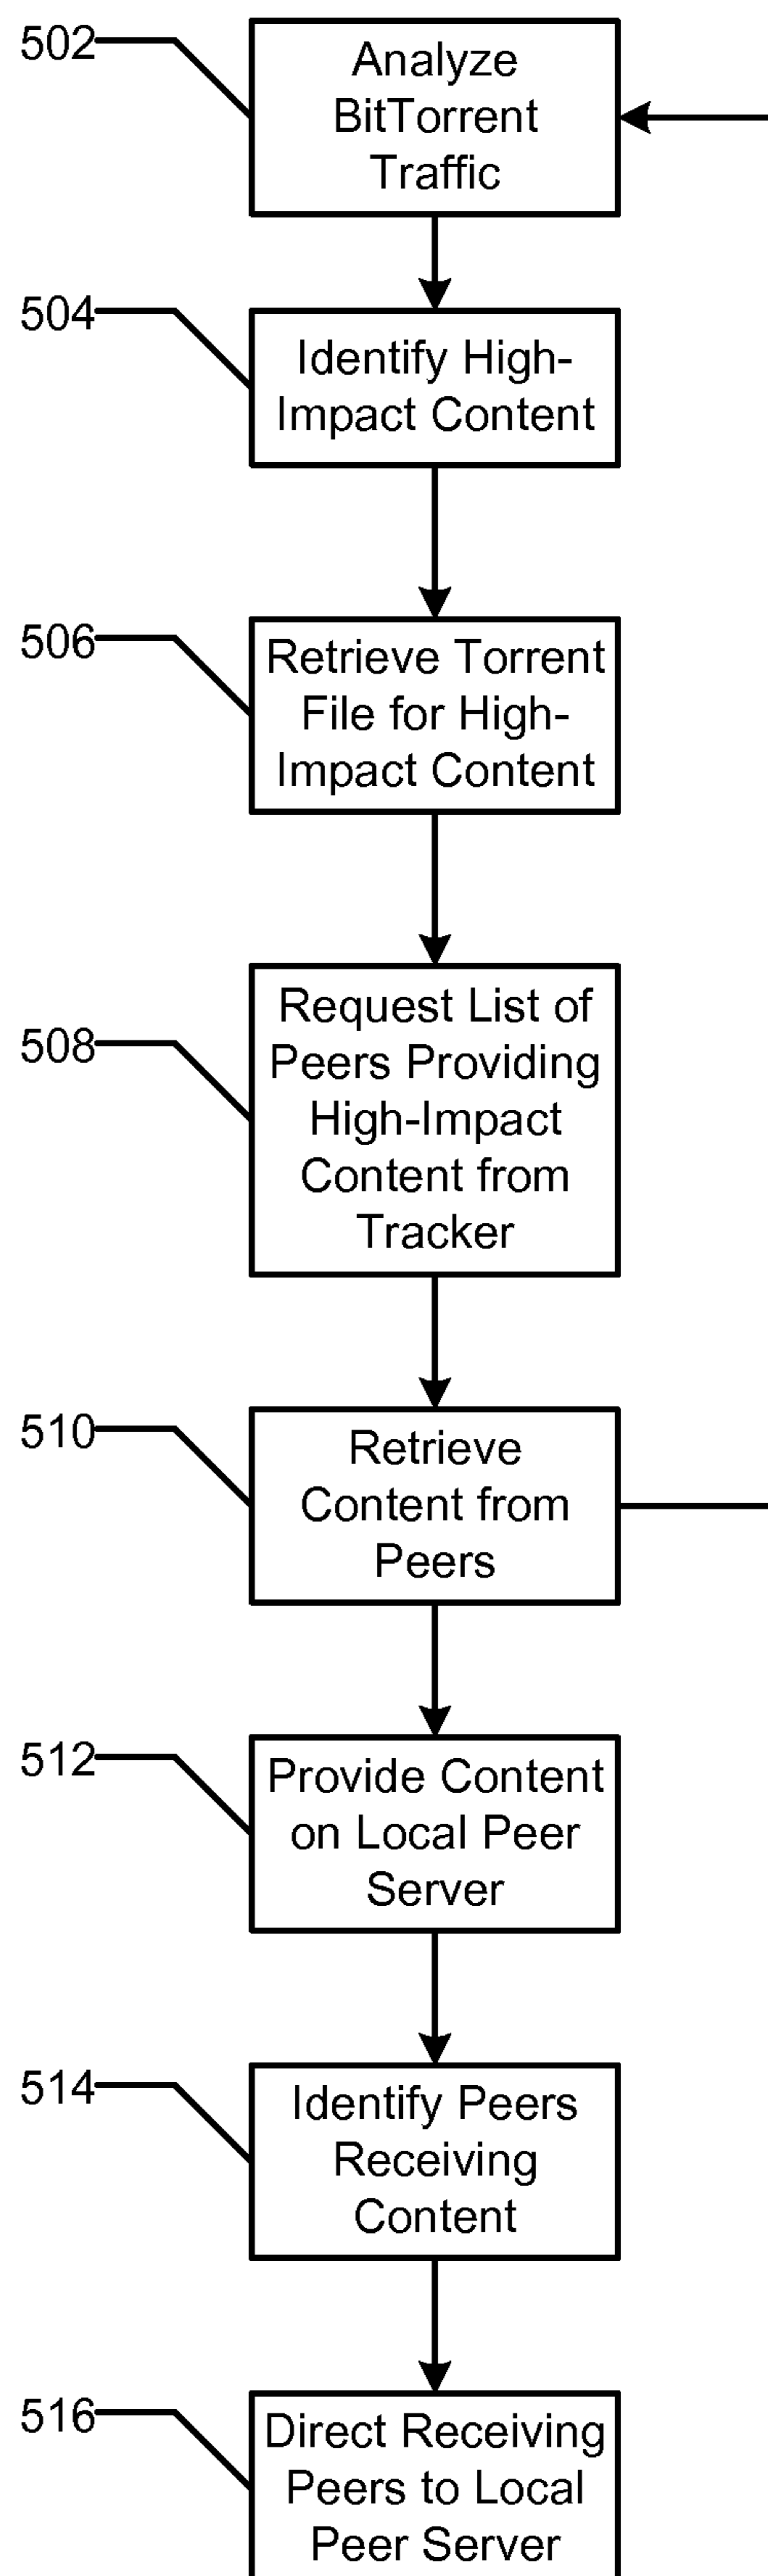 502
Analyze
BitTorrent
Traffic
504
Identify High-
Impact Content
506
Retrieve Torrent
File for High-
Impact Content
508
Request List of
Peers Providing
High-Impact
Content from
Tracker
510
Retrieve
Content from
Peers
512
Provide Content
on Local Peer
Server
514
Identify Peers
Receiving
Content
516
Direct Receiving
Peers to Local
Peer Server